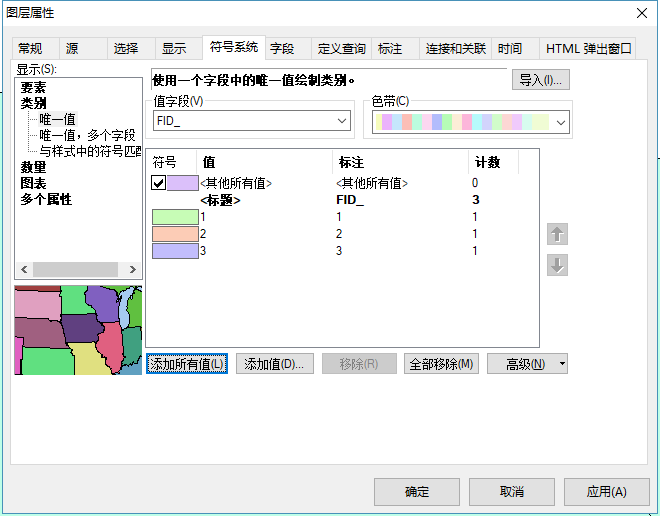 图层属性
常规 源 选择 显示 符号系统 字段 定义查询 标注 连接和关联 时间 HTML 弹出窗口
显示(S):
要素
类别
唯一值
唯一值，多个字段
与样式中的符号匹配
数量
图表
多个属性
使用一个字段中的唯一值绘制类别。
导入(I)...
值字段(V)
FID_
色带(C)
符号 值 标注 计数
<其他所有值> <其他所有值> 0
<标题> FID_ 3
1 1 1
2 2 1
3 3 1
添加所有值(L) 添加值(D)... 移除(R) 全部移除(M) 高级(N)
确定 取消 应用(A)